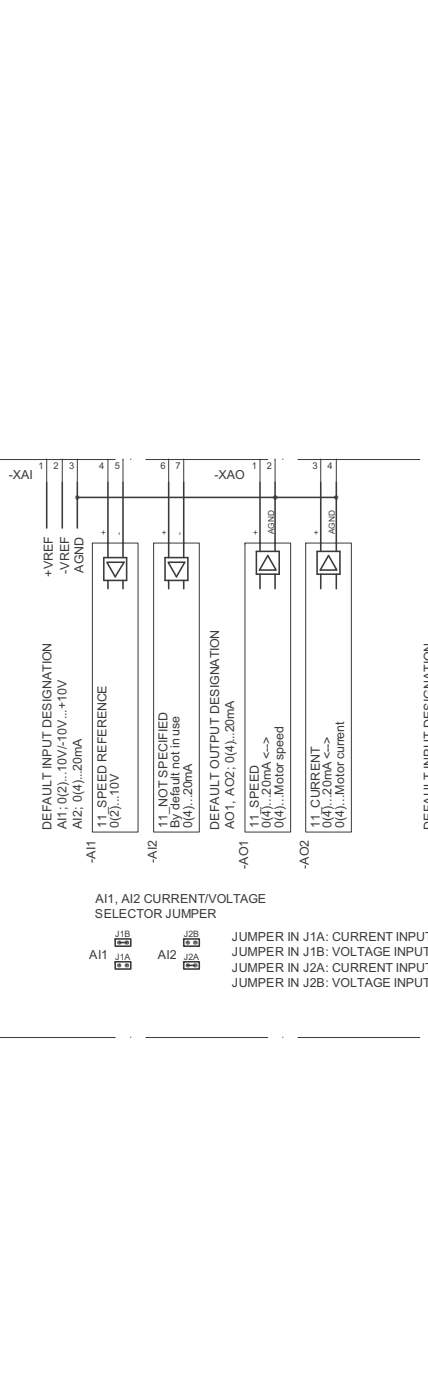 -XAI
1 2 3 4 5 6 7
-XAO
1 2 3 4
+VREF
-VREF
AGND
+ -
+ -
+ AGND
+ AGND
DEFAULT INPUT DESIGNATION
AI1; 0(2)...10V/-10V...+10V
AI2; 0(4)...20mA
-AI1
11_SPEED REFERENCE
0(2)...10V
-AI2
11_NOT SPECIFIED
By default not in use
0(4)...20mA
DEFAULT OUTPUT DESIGNATION
AO1, AO2; 0(4)...20mA
-AO1
11_SPEED
0(4)...20mA <-->
0(4)...Motor speed
-AO2
11_CURRENT
0(4)...20mA <-->
0(4)...Motor current
DEFAULT INPUT DESIGNATION
AI1, AI2 CURRENT/VOLTAGE
SELECTOR JUMPER
AI1 J1B J1A
AI2 J2B J2A
JUMPER IN J1A: CURRENT INPUT
JUMPER IN J1B: VOLTAGE INPUT
JUMPER IN J2A: CURRENT INPUT
JUMPER IN J2B: VOLTAGE INPUT